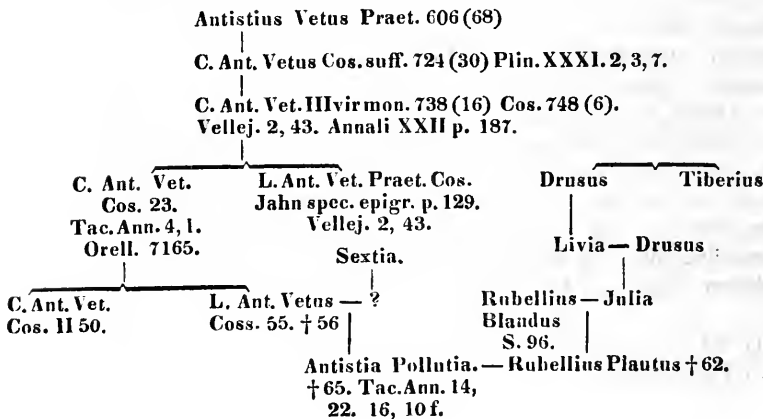 Antistius Vetus Praet. 606 (68)
C. Ant. Vetus Cos. suff. 724 (30) Plin. XXXI. 2, 3, 7.
C. Ant. Vet. IIIvir mon. 738 (16) Cos. 748 (6).
Vellej. 2, 43. Annali XXII p. 187.
C. Ant. Vet. L. Ant. Vet. Praet. Cos. Drusus Tiberius
Cos. 23. Jahn spec. epigr. p. 129.
Tac. Ann. 4, 1. Vellej. 2, 43.
Orell. 7165. Livia — Drusus
Sextia.
C. Ant. Vet. L. Ant. Vetus — ? Rubellius — Julia
Cos. II 50. Coss. 55. † 56 Blandus
S. 96.
Antistia Pollutia. — Rubellius Plautus † 62.
† 65. Tac. Ann. 14,
22. 16, 10 f.